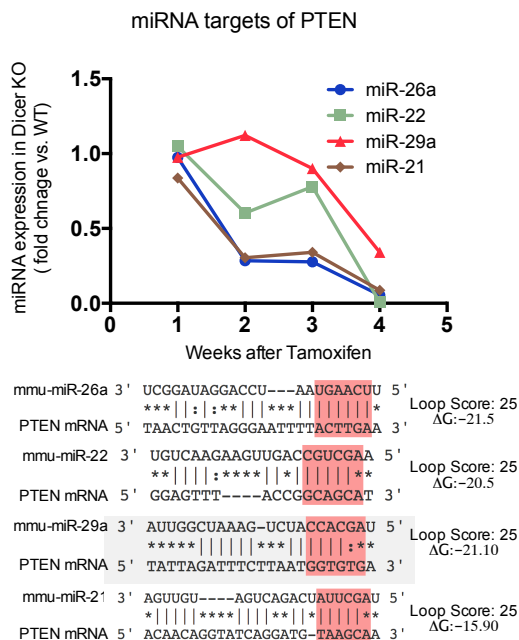 miRNA targets of PTEN
miRNA expression in Dicer KO
( fold chnage vs. WT)
1.5
1.0
0.5
0.0
miR-26a
miR-22
miR-29a
miR-21
0 1 2 3 4 5
Weeks after Tamoxifen
mmu-miR-26a 3' UCGGAUAGGACCU---AAUGAACUU 5'
***||:|:**|||***||||||||*
PTEN mRNA 5' TAACTGTTAGGGAATTTTACTTGAA 3'
Loop Score: 25
ΔG:-21.5
mmu-miR-22 3' UGUCAAGAAGUUGACCGUCGAA 5'
**||||:****:||*||||||**
PTEN mRNA 5' GGAGTTT----ACCGGCAGCAT 3'
Loop Score: 25
ΔG:-20.5
mmu-miR-29a 3' AUUGGCUAAAG-UCUACCACGAU 5'
*****||||||***||||||:**
PTEN mRNA 5' TATTAGATTTCTTAATGGTGTGA 3'
Loop Score: 25
ΔG:-21.10
mmu-miR-21 3' AGUUGU---AGUCAGACUAUUCGAU 5'
*|||||****||||**||*||||||**
PTEN mRNA 5' ACAACAGGTATCAGGATG-TAAGCAA 3'
Loop Score: 25
ΔG:-15.90